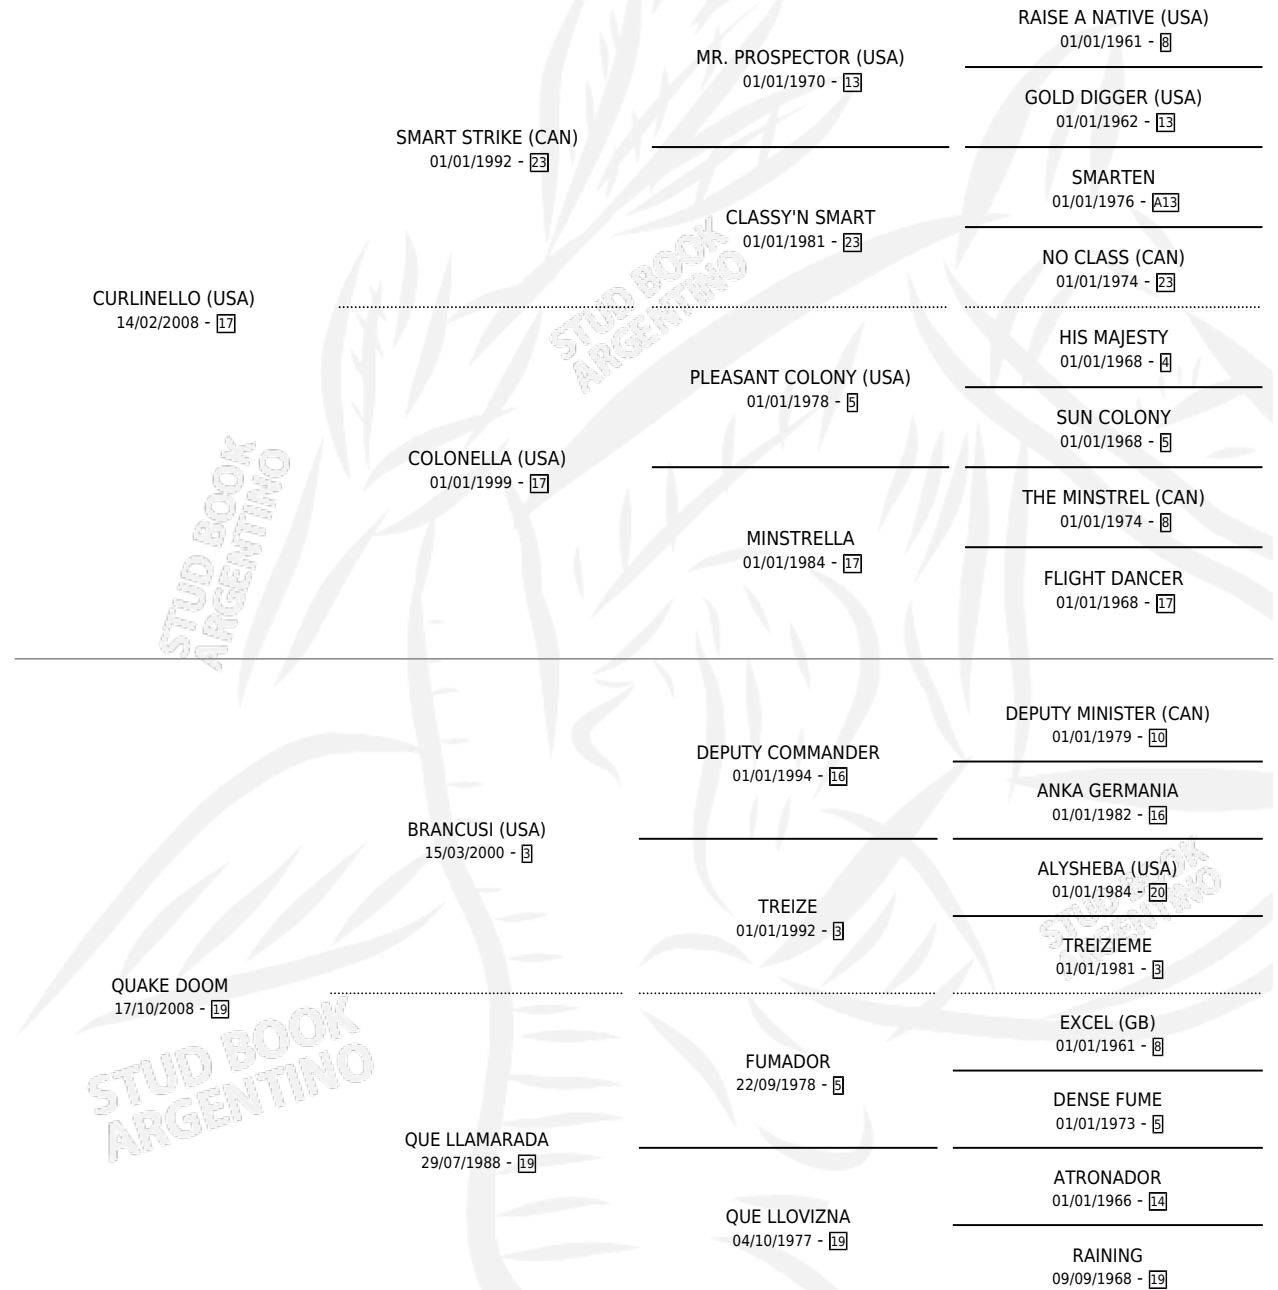 RAISE A NATIVE (USA)
01/01/1961 - 8
MR. PROSPECTOR (USA)
01/01/1970 - 13
GOLD DIGGER (USA)
01/01/1962 - 13
SMART STRIKE (CAN)
01/01/1992 - 23
SMARTEN
01/01/1976 - A13
CLASSY'N SMART
01/01/1981 - 23
NO CLASS (CAN)
01/01/1974 - 23
CURLINELLO (USA)
14/02/2008 - 17
HIS MAJESTY
01/01/1968 - 4
PLEASANT COLONY (USA)
01/01/1978 - 5
SUN COLONY
01/01/1968 - 5
COLONELLA (USA)
01/01/1999 - 17
THE MINSTREL (CAN)
01/01/1974 - 8
MINSTRELLA
01/01/1984 - 17
FLIGHT DANCER
01/01/1968 - 17
DEPUTY MINISTER (CAN)
01/01/1979 - 10
DEPUTY COMMANDER
01/01/1994 - 16
ANKA GERMANIA
01/01/1982 - 16
BRANCUSI (USA)
15/03/2000 - 3
ALYSHEBA (USA)
01/01/1984 - 20
TREIZE
01/01/1992 - 3
TREIZIEME
01/01/1981 - 3
QUAKE DOOM
17/10/2008 - 19
EXCEL (GB)
01/01/1961 - 8
FUMADOR
22/09/1978 - 5
DENSE FUME
01/01/1973 - 5
QUE LLAMARADA
29/07/1988 - 19
ATRONADOR
01/01/1966 - 14
QUE LLOVIZNA
04/10/1977 - 19
RAINING
09/09/1968 - 19
STUD BOOK
ARGENTINO
STUD BOOK
ARGENTINO
STUD BOOK
ARGENTINO
STUD BOOK
ARGENTINO